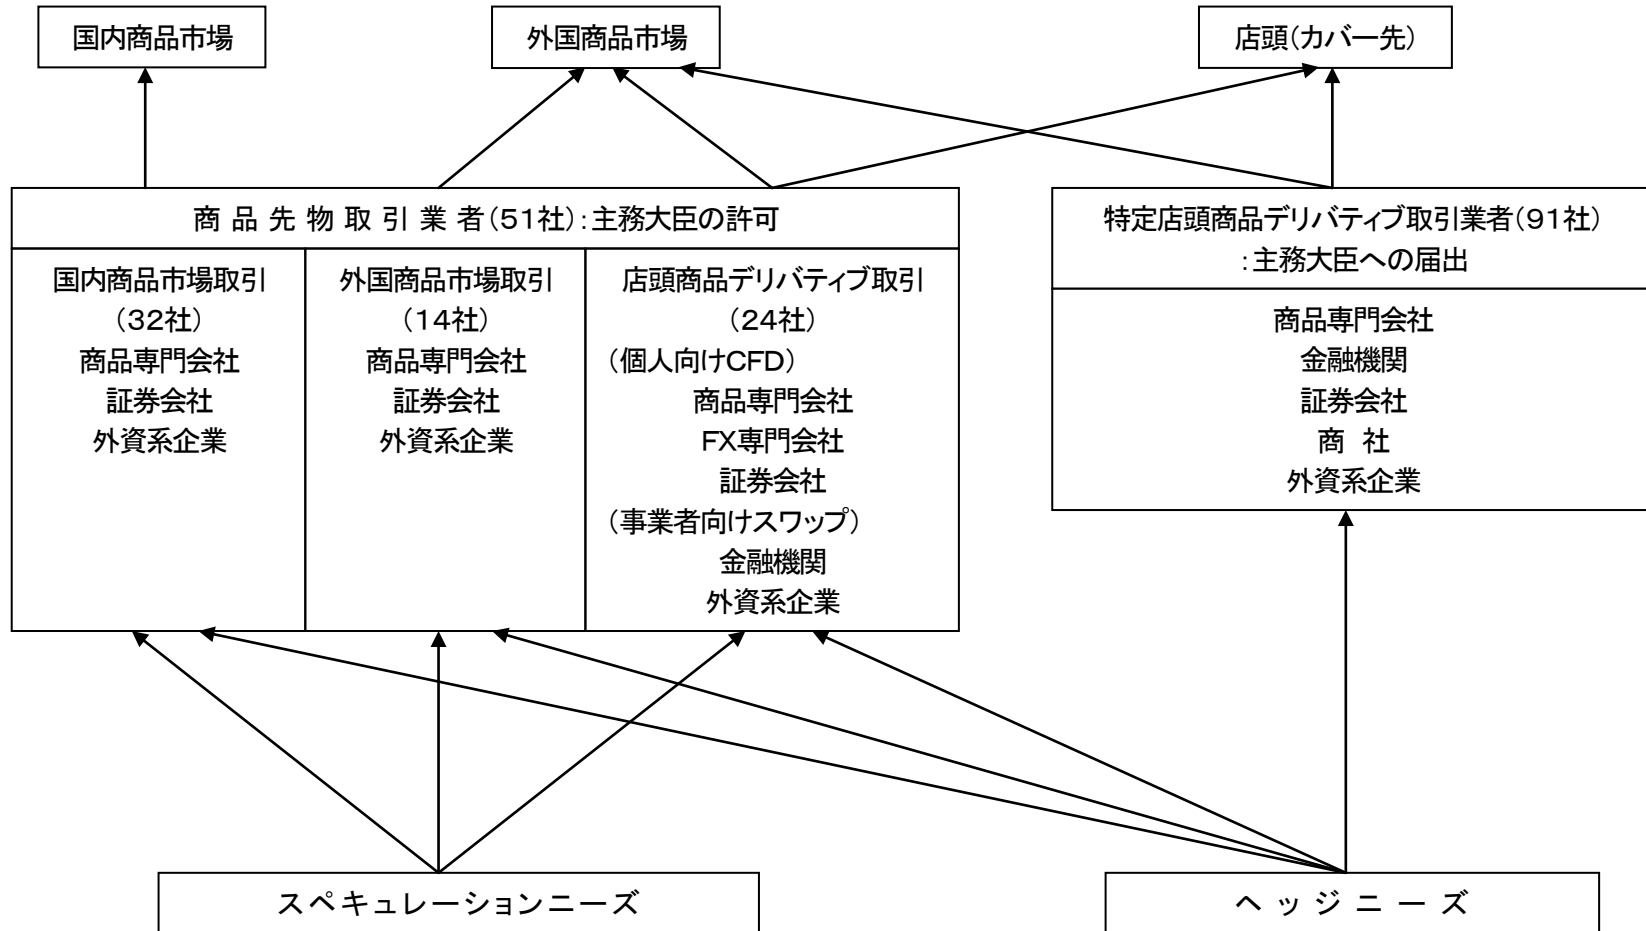 国内商品市場
外国商品市場
店頭（カバー先）
商品先物取引業者（51社）：主務大臣の許可
国内商品市場取引
（32社）
商品専門会社
証券会社
外資系企業
外国商品市場取引
（14社）
商品専門会社
証券会社
外資系企業
店頭商品デリバティブ取引
（24社）
（個人向けCFD）
商品専門会社
FX専門会社
証券会社
（事業者向けスワップ）
金融機関
外資系企業
特定店頭商品デリバティブ取引業者（91社）
：主務大臣への届出
商品専門会社
金融機関
証券会社
商　社
外資系企業
スペキュレーションニーズ
ヘッジニーズ